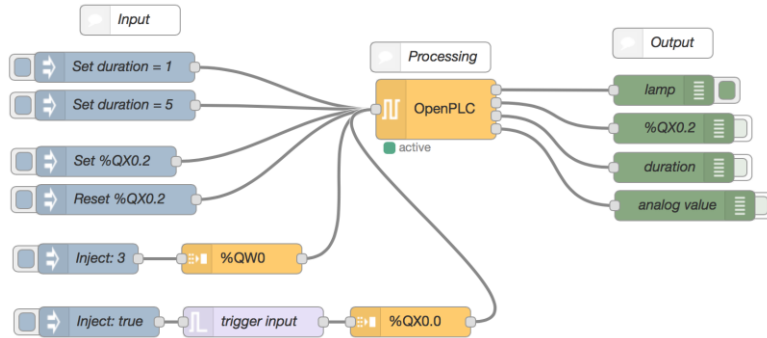 Input
Set duration = 1
Set duration = 5
Set %QX0.2
Reset %QX0.2
Inject: 3
%QW0
Inject: true
trigger input
%QX0.0
Processing
OpenPLC
active
Output
lamp
%QX0.2
duration
analog value